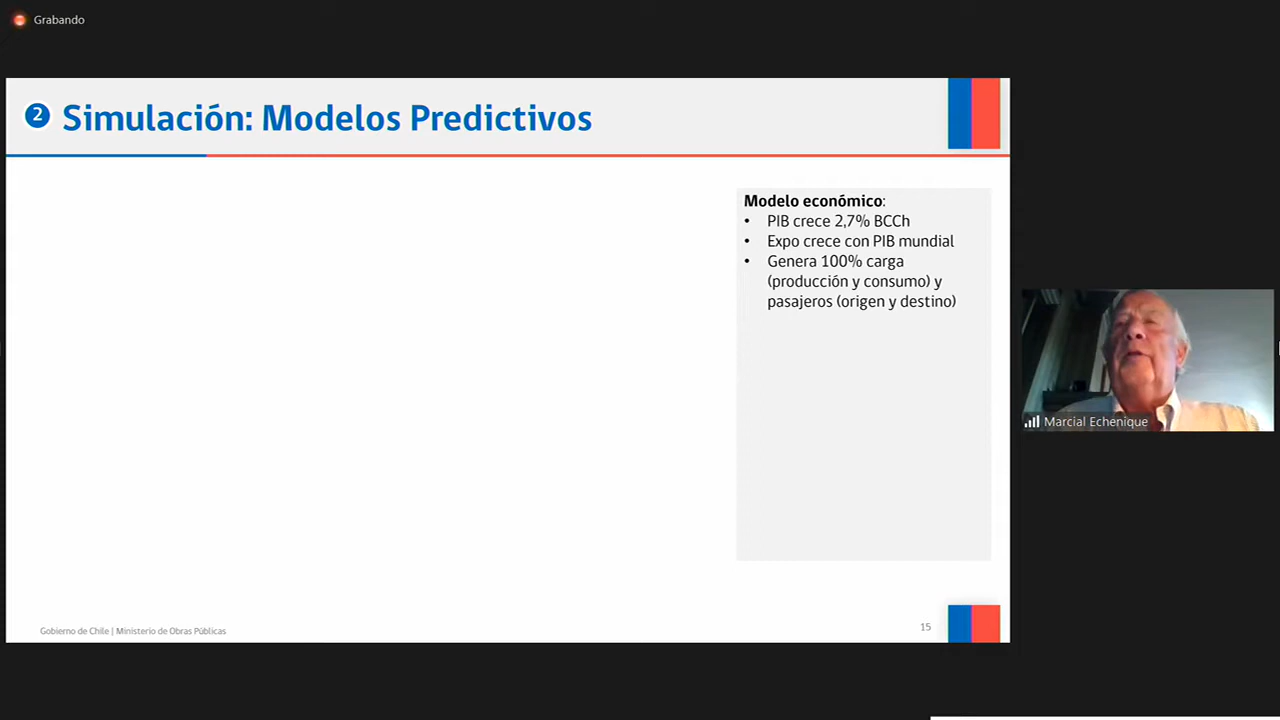 Grabando
2 Simulación: Modelos Predictivos
Modelo económico:
• PIB crece 2,7% BCCh
• Expo crece con PIB mundial
• Genera 100% carga
(producción y consumo) y
pasajeros (origen y destino)
Marcial Echenique
Gobierno de Chile | Ministerio de Obras Públicas
15